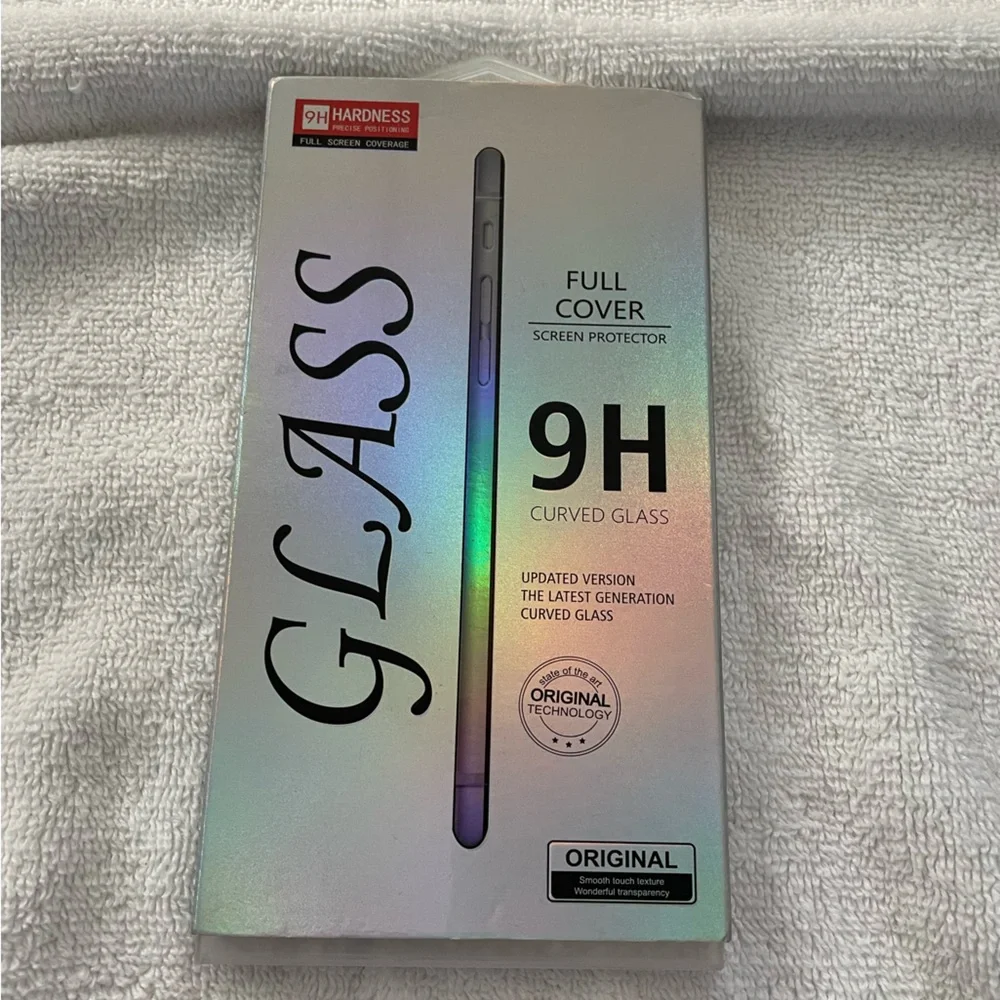 9H HARDNESS
PRECISE POSITIONING
FULL SCREEN COVERAGE
GLASS
FULL
COVER
SCREEN PROTECTOR
9H
CURVED GLASS
UPDATED VERSION
THE LATEST GENERATION
CURVED GLASS
state of the art
ORIGINAL
TECHNOLOGY
ORIGINAL
Smooth touch texture
Wonderful transparency